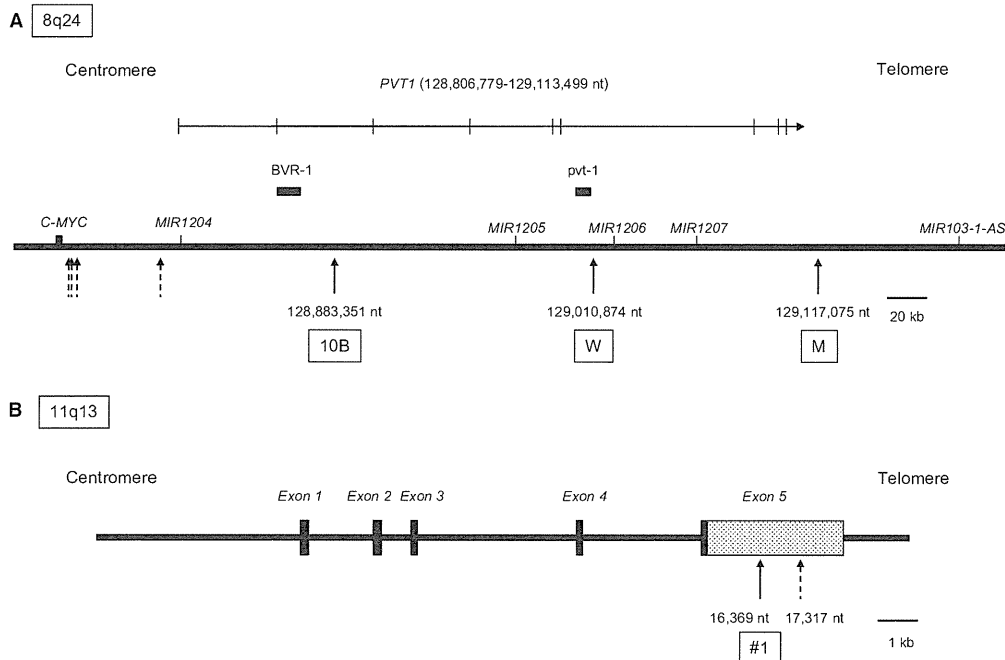 A 8q24
Centromere
PVT1 (128,806,779-129,113,499 nt)
Telomere
BVR-1
pvt-1
C-MYC
MIR1204
MIR1205
MIR1206
MIR1207
MIR103-1-AS
128,883,351 nt
129,010,874 nt
129,117,075 nt
20 kb
10B
W
M
B 11q13
Centromere
Telomere
Exon 1
Exon 2
Exon 3
Exon 4
Exon 5
16,369 nt
17,317 nt
#1
1 kb